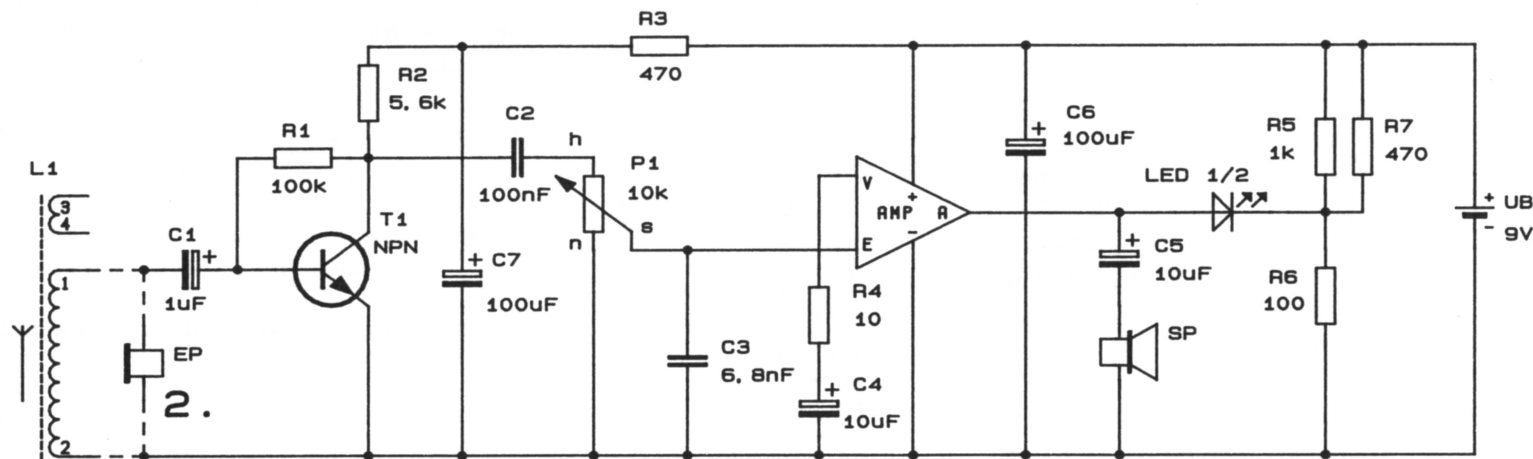 R3
470
R2
5,6k
C2
h
100nF
P1
10k
s
n
R1
100k
L1
3
4
C1
1uF
+
T1
NPN
1
2
EP
2.
+
C7
100uF
C3
6,8nF
R4
10
+
C4
10uF
V
+
AMP
A
E
-
C6
+
100uF
LED 1/2
+
C5
10uF
SP
R5
1k
R7
470
R6
100
+
UB
-
9V